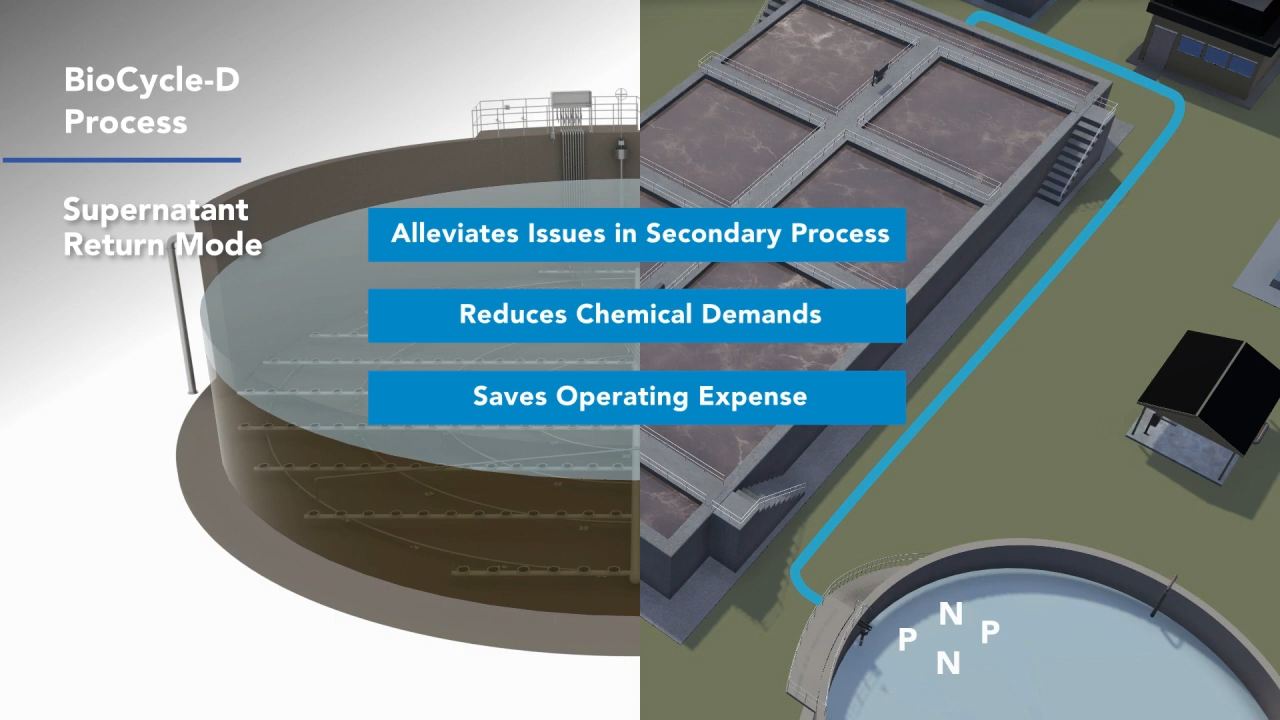 BioCycle-D
Process
Supernatant
Return Mode
Alleviates Issues in Secondary Process
Reduces Chemical Demands
Saves Operating Expense
N
P
P
N